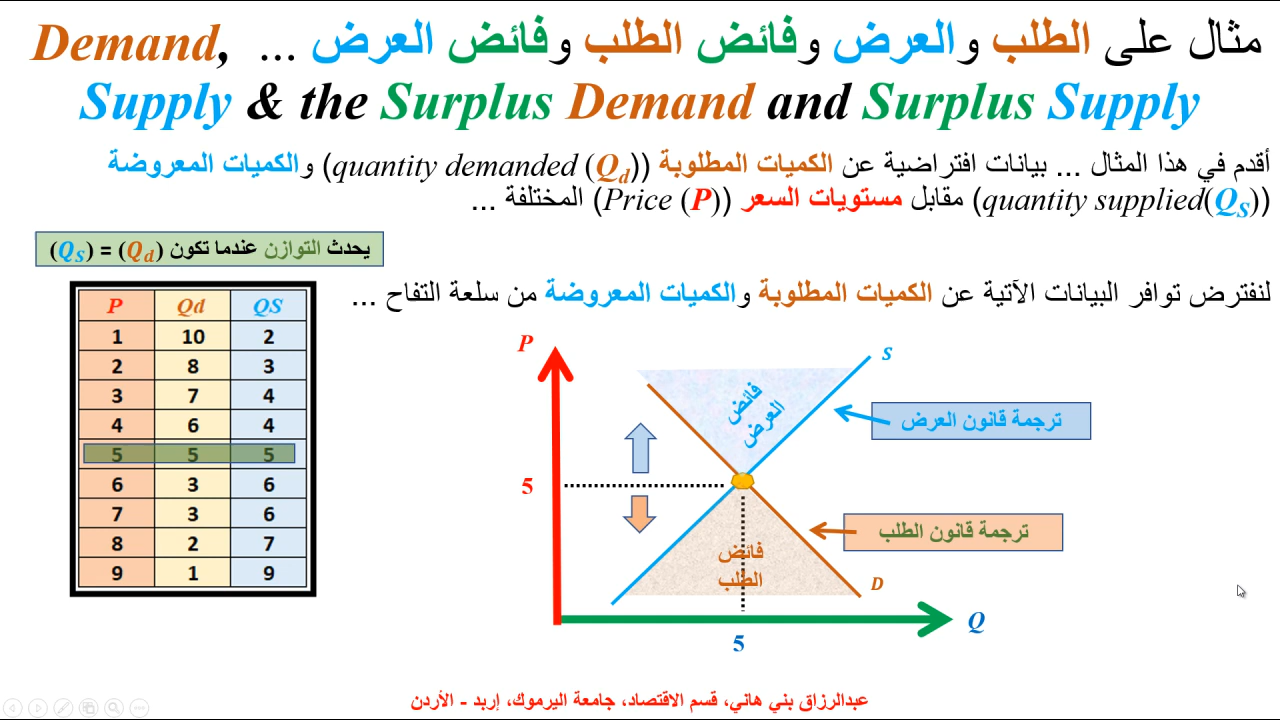 مثال على الطلب والعرض وفائض الطلب وفائض العرض ... Demand,
Supply & the Surplus Demand and Surplus Supply
أقدم في هذا المثال ... بيانات افتراضية عن الكميات المطلوبة (quantity demanded (Qd)) والكميات المعروضة
(quantity supplied(QS)) مقابل مستويات السعر (Price (P)) المختلفة ...
يحدث التوازن عندما تكون (Qd) = (QS)
لنفترض توافر البيانات الآتية عن الكميات المطلوبة والكميات المعروضة من سلعة التفاح ...
P Qd QS
1 10 2
2 8 3
3 7 4
4 6 4
5 5 5
6 3 6
7 3 6
8 2 7
9 1 9
P
S
فائض
العرض
ترجمة قانون العرض
5
ترجمة قانون الطلب
فائض
الطلب
D
Q
5
عبدالرزاق بني هاني، قسم الاقتصاد، جامعة اليرموك، إربد - الأردن